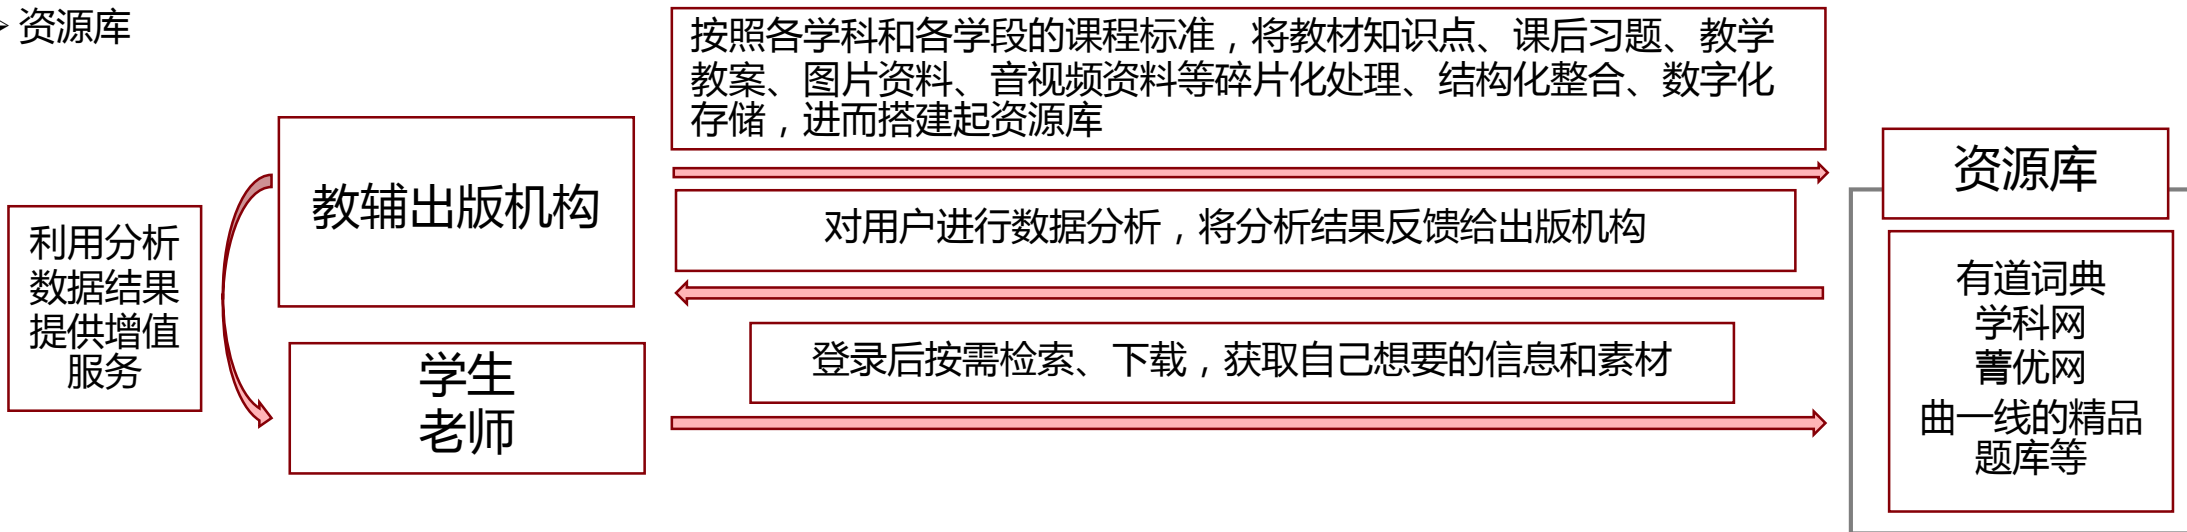 资源库
按照各学科和各学段的课程标准，将教材知识点、课后习题、教学
教案、图片资料、音视频资料等碎片化处理、结构化整合、数字化
存储，进而搭建起资源库
教辅出版机构
资源库
对用户进行数据分析，将分析结果反馈给出版机构
利用分析
数据结果
提供增值
服务
学生
老师
登录后按需检索、下载，获取自己想要的信息和素材
有道词典
学科网
菁优网
曲一线的精品
题库等